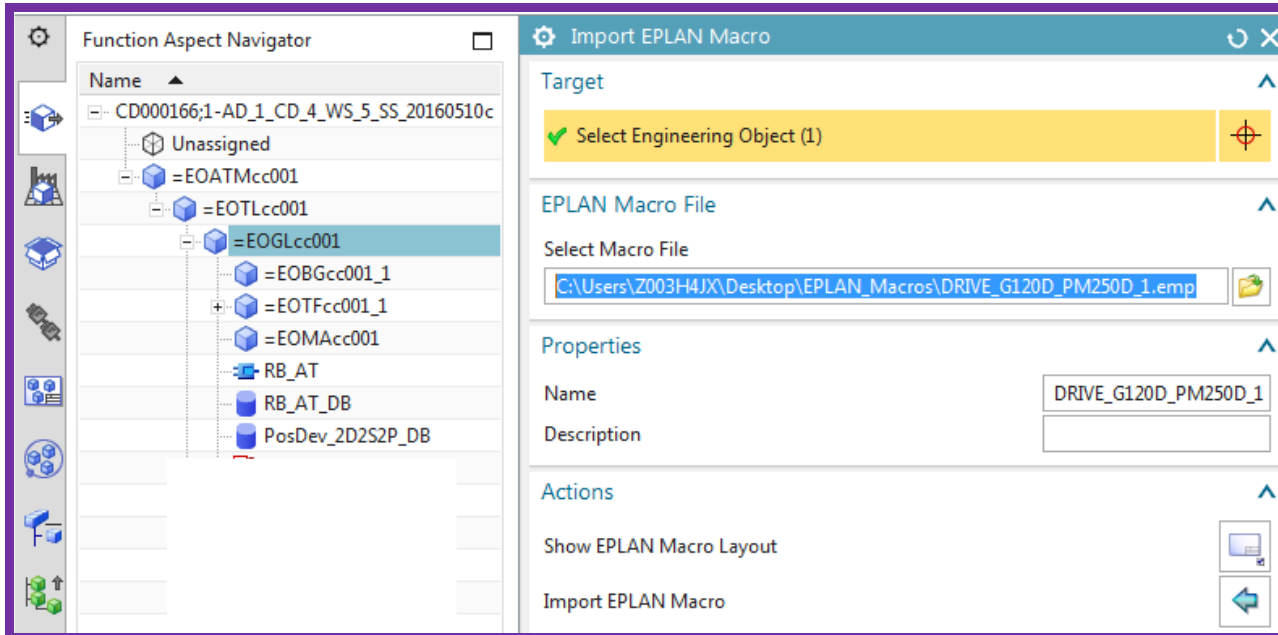 Function Aspect Navigator
Name
CD000166;1-AD_1_CD_4_WS_5_SS_20160510c
Unassigned
=EOATMcc001
=EOTLcc001
=EOGLcc001
=EOBGcc001_1
=EOTFcc001_1
=EOMAcc001
RB_AT
RB_AT_DB
PosDev_2D2S2P_DB
Import EPLAN Macro
Target
Select Engineering Object (1)
EPLAN Macro File
Select Macro File
C:\Users\Z003H4JX\Desktop\EPLAN_Macros\DRIVE_G120D_PM250D_1.emp
Properties
Name DRIVE_G120D_PM250D_1
Description
Actions
Show EPLAN Macro Layout
Import EPLAN Macro